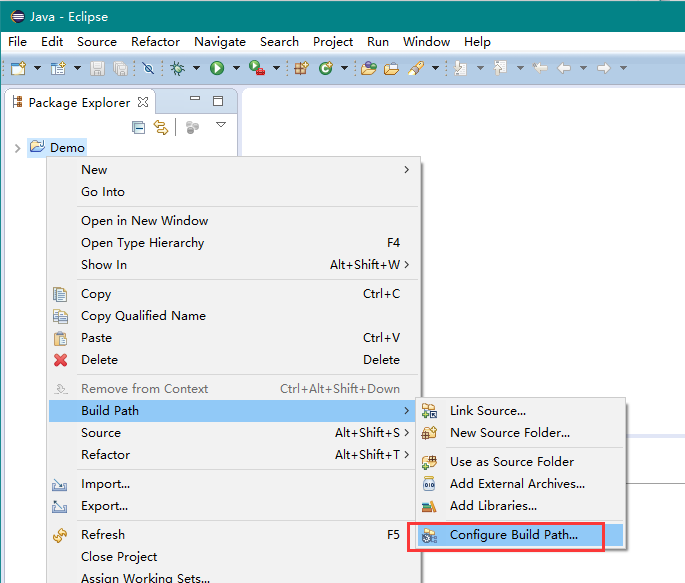 Java - Eclipse
File Edit Source Refactor Navigate Search Project Run Window Help
Package Explorer
Demo
New
Go Into
Open in New Window
Open Type Hierarchy F4
Show In Alt+Shift+W
Copy Ctrl+C
Copy Qualified Name
Paste Ctrl+V
Delete Delete
Remove from Context Ctrl+Alt+Shift+Down
Build Path
Source Alt+Shift+S
Refactor Alt+Shift+T
Import...
Export...
Refresh F5
Close Project
Assign Working Sets...
Link Source...
New Source Folder...
Use as Source Folder
Add External Archives...
Add Libraries...
Configure Build Path...